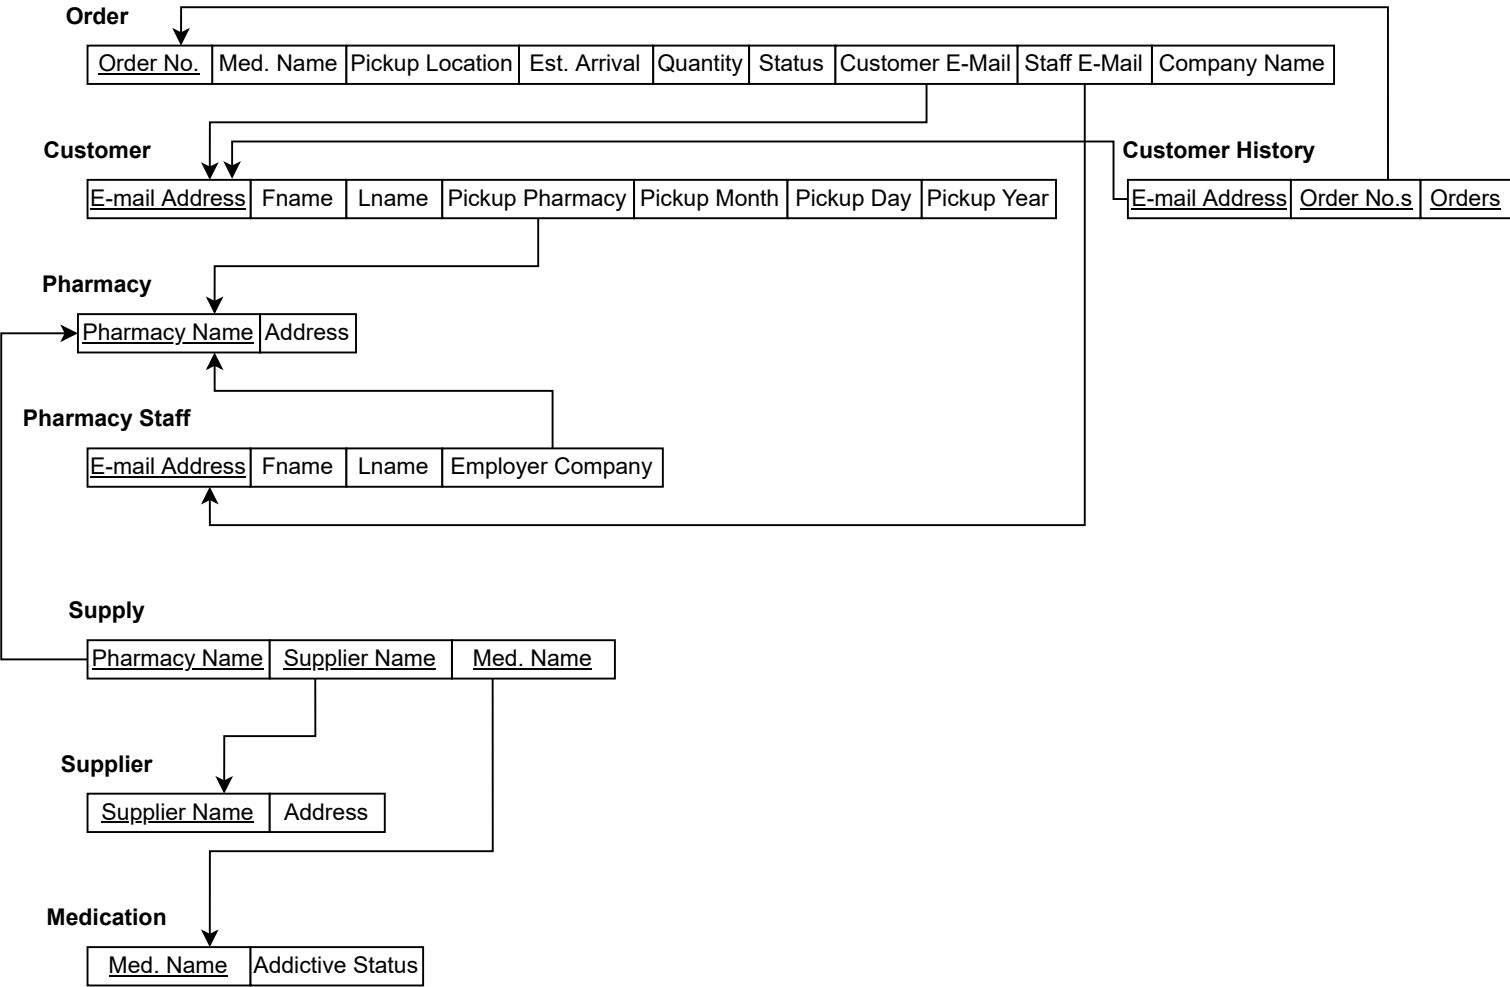 Order
Order No. Med. Name Pickup Location Est. Arrival Quantity Status Customer E-Mail Staff E-Mail Company Name
Customer
E-mail Address Fname Lname Pickup Pharmacy Pickup Month Pickup Day Pickup Year
Customer History
E-mail Address Order No.s Orders
Pharmacy
Pharmacy Name Address
Pharmacy Staff
E-mail Address Fname Lname Employer Company
Supply
Pharmacy Name Supplier Name Med. Name
Supplier
Supplier Name Address
Medication
Med. Name Addictive Status